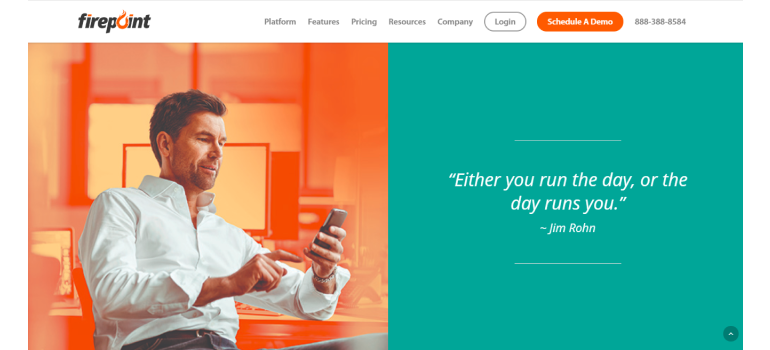 firepoint
Platform Features Pricing Resources Company Login Schedule A Demo 888-388-8584
“Either you run the day, or the
day runs you.”
~ Jim Rohn